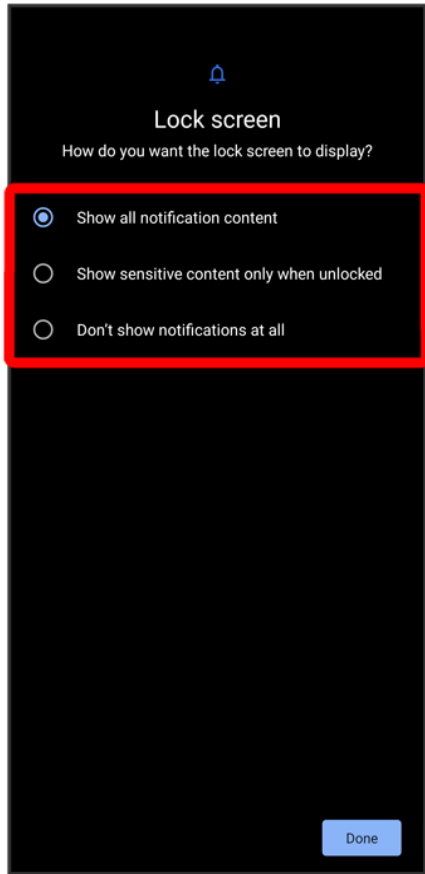 Lock screen
How do you want the lock screen to display?
Show all notification content
Show sensitive content only when unlocked
Don't show notifications at all
Done